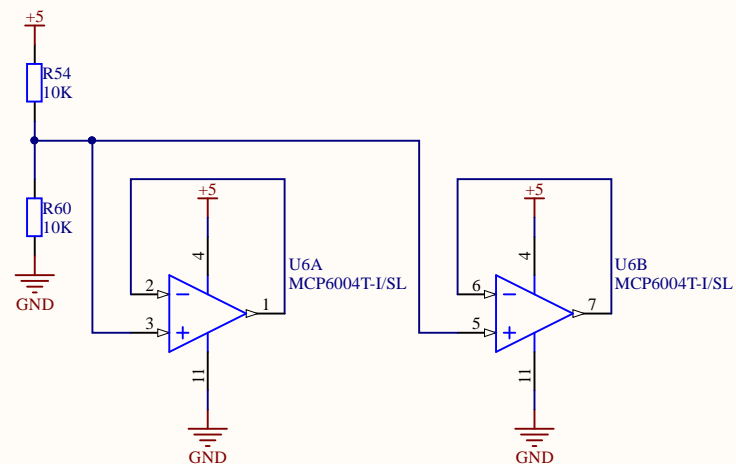 +5
R54
10K
R60
10K
GND
+5
4
2
3
1
11
U6A
MCP6004T-I/SL
GND
+5
4
6
5
7
11
U6B
MCP6004T-I/SL
GND